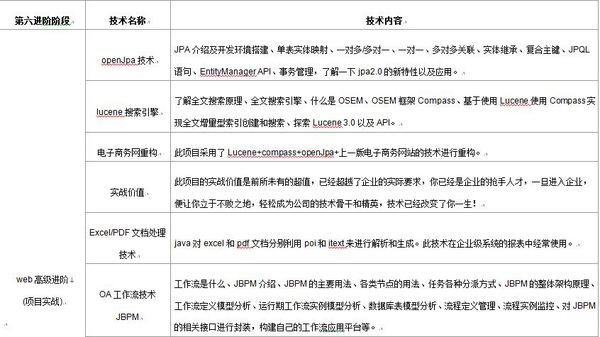 第六进阶阶段 技术名称 技术内容
openJpa 技术
JPA 介绍及开发环境搭建、单表实体映射、一对多/多对一、一对一、多对多关联、实体继承、复合主键、JPQL
语句、EntityManager API、事务管理，了解一下 jpa2.0 的新特性以及应用。
lucene 搜索引擎
了解全文搜索原理、全文搜索引擎、什么是 OSEM、OSEM 框架 Compass、基于使用 Lucene 使用 Compass 实
现全文增量型索引创建和搜索、探索 Lucene 3.0 以及 API。
电子商务网重构
此项目采用了 Lucene+compass+openJpa+上一版电子商务网站的技术进行重构。
实战价值
此项目的实战价值是前所未有的超值，已经超越了企业的实际要求，你已经是企业的抢手人才，一旦进入企业，
便让你立于不败之地，轻松成为公司的技术骨干和精英，技术已经改变了你一生！
web 高级进阶
(项目实战)
Excel/PDF 文档处理
技术
java 对 excel 和 pdf 文档分别利用 poi 和 itext 来进行解析和生成。此技术在企业级系统的报表中经常使用。
OA 工作流技术
JBPM
工作流是什么、JBPM 介绍、JBPM 的主要用法、各类节点的用法、任务各种分派方式、JBPM 的整体架构原理、
工作流定义模型分析、运行期工作流实例模型分析、数据库表模型分析、流程定义管理、流程实例监控、对 JBPM
的相关接口进行封装，构建自己的工作流应用平台等。